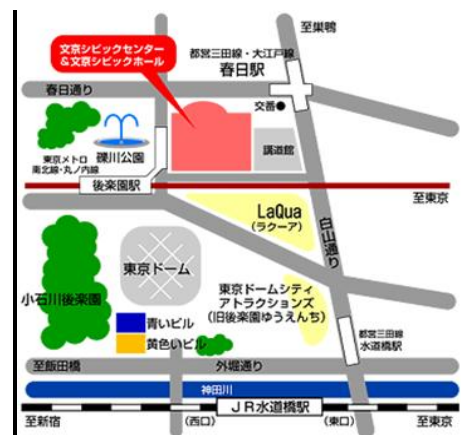 至巣鴨
文京シビックセンター
&文京シビックホール
都営三田線・大江戸線
春日駅
春日通り
交番●
礫川公園
講道館
東京メトロ
南北線・丸ノ内線
後楽園駅
至東京
LaQua
(ラクーア)
白山通り
東京ドーム
小石川後楽園
東京ドームシティ
アトラクションズ
(旧後楽園ゆうえんち)
青いビル
黄色いビル
都営三田線
水道橋駅
至飯田橋
外堀通り
神田川
JR水道橋駅
至新宿
(西口)
(東口)
至東京